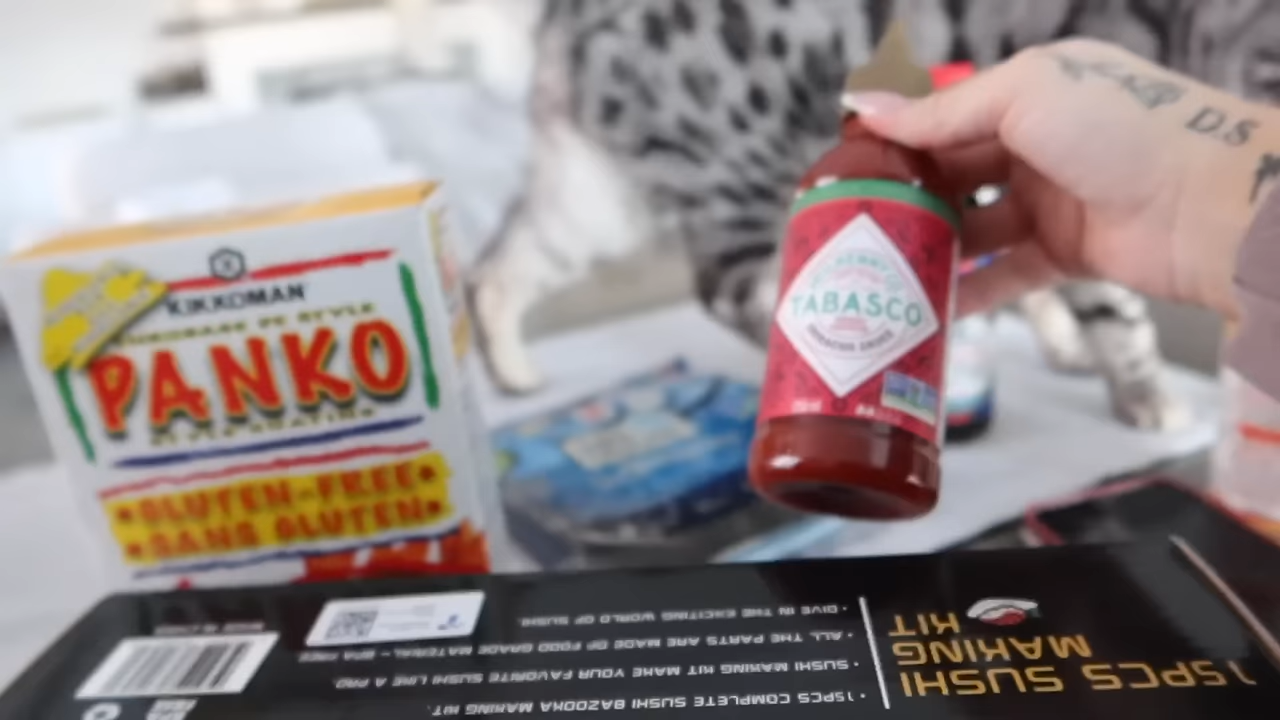 KIKKOMAN
PANKO
GLUTEN-FREE
SANS GLUTEN
TABASCO
D.S
15PCS SUSHI
MAKING
KIT
• 15PCS COMPLETE SUSHI BAZOOKA MAKING KIT.
• SUSHI MAKING KIT MAKE YOUR FAVORITE SUSHI LIKE A PRO.
• ALL THE PARTS ARE MADE OF FOOD GRADE MATERIAL - BPA FREE
• DIVE IN THE EXCITING WORLD OF SUSHI.